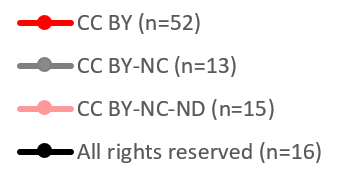 CC BY (n=52)
CC BY-NC (n=13)
CC BY-NC-ND (n=15)
All rights reserved (n=16)